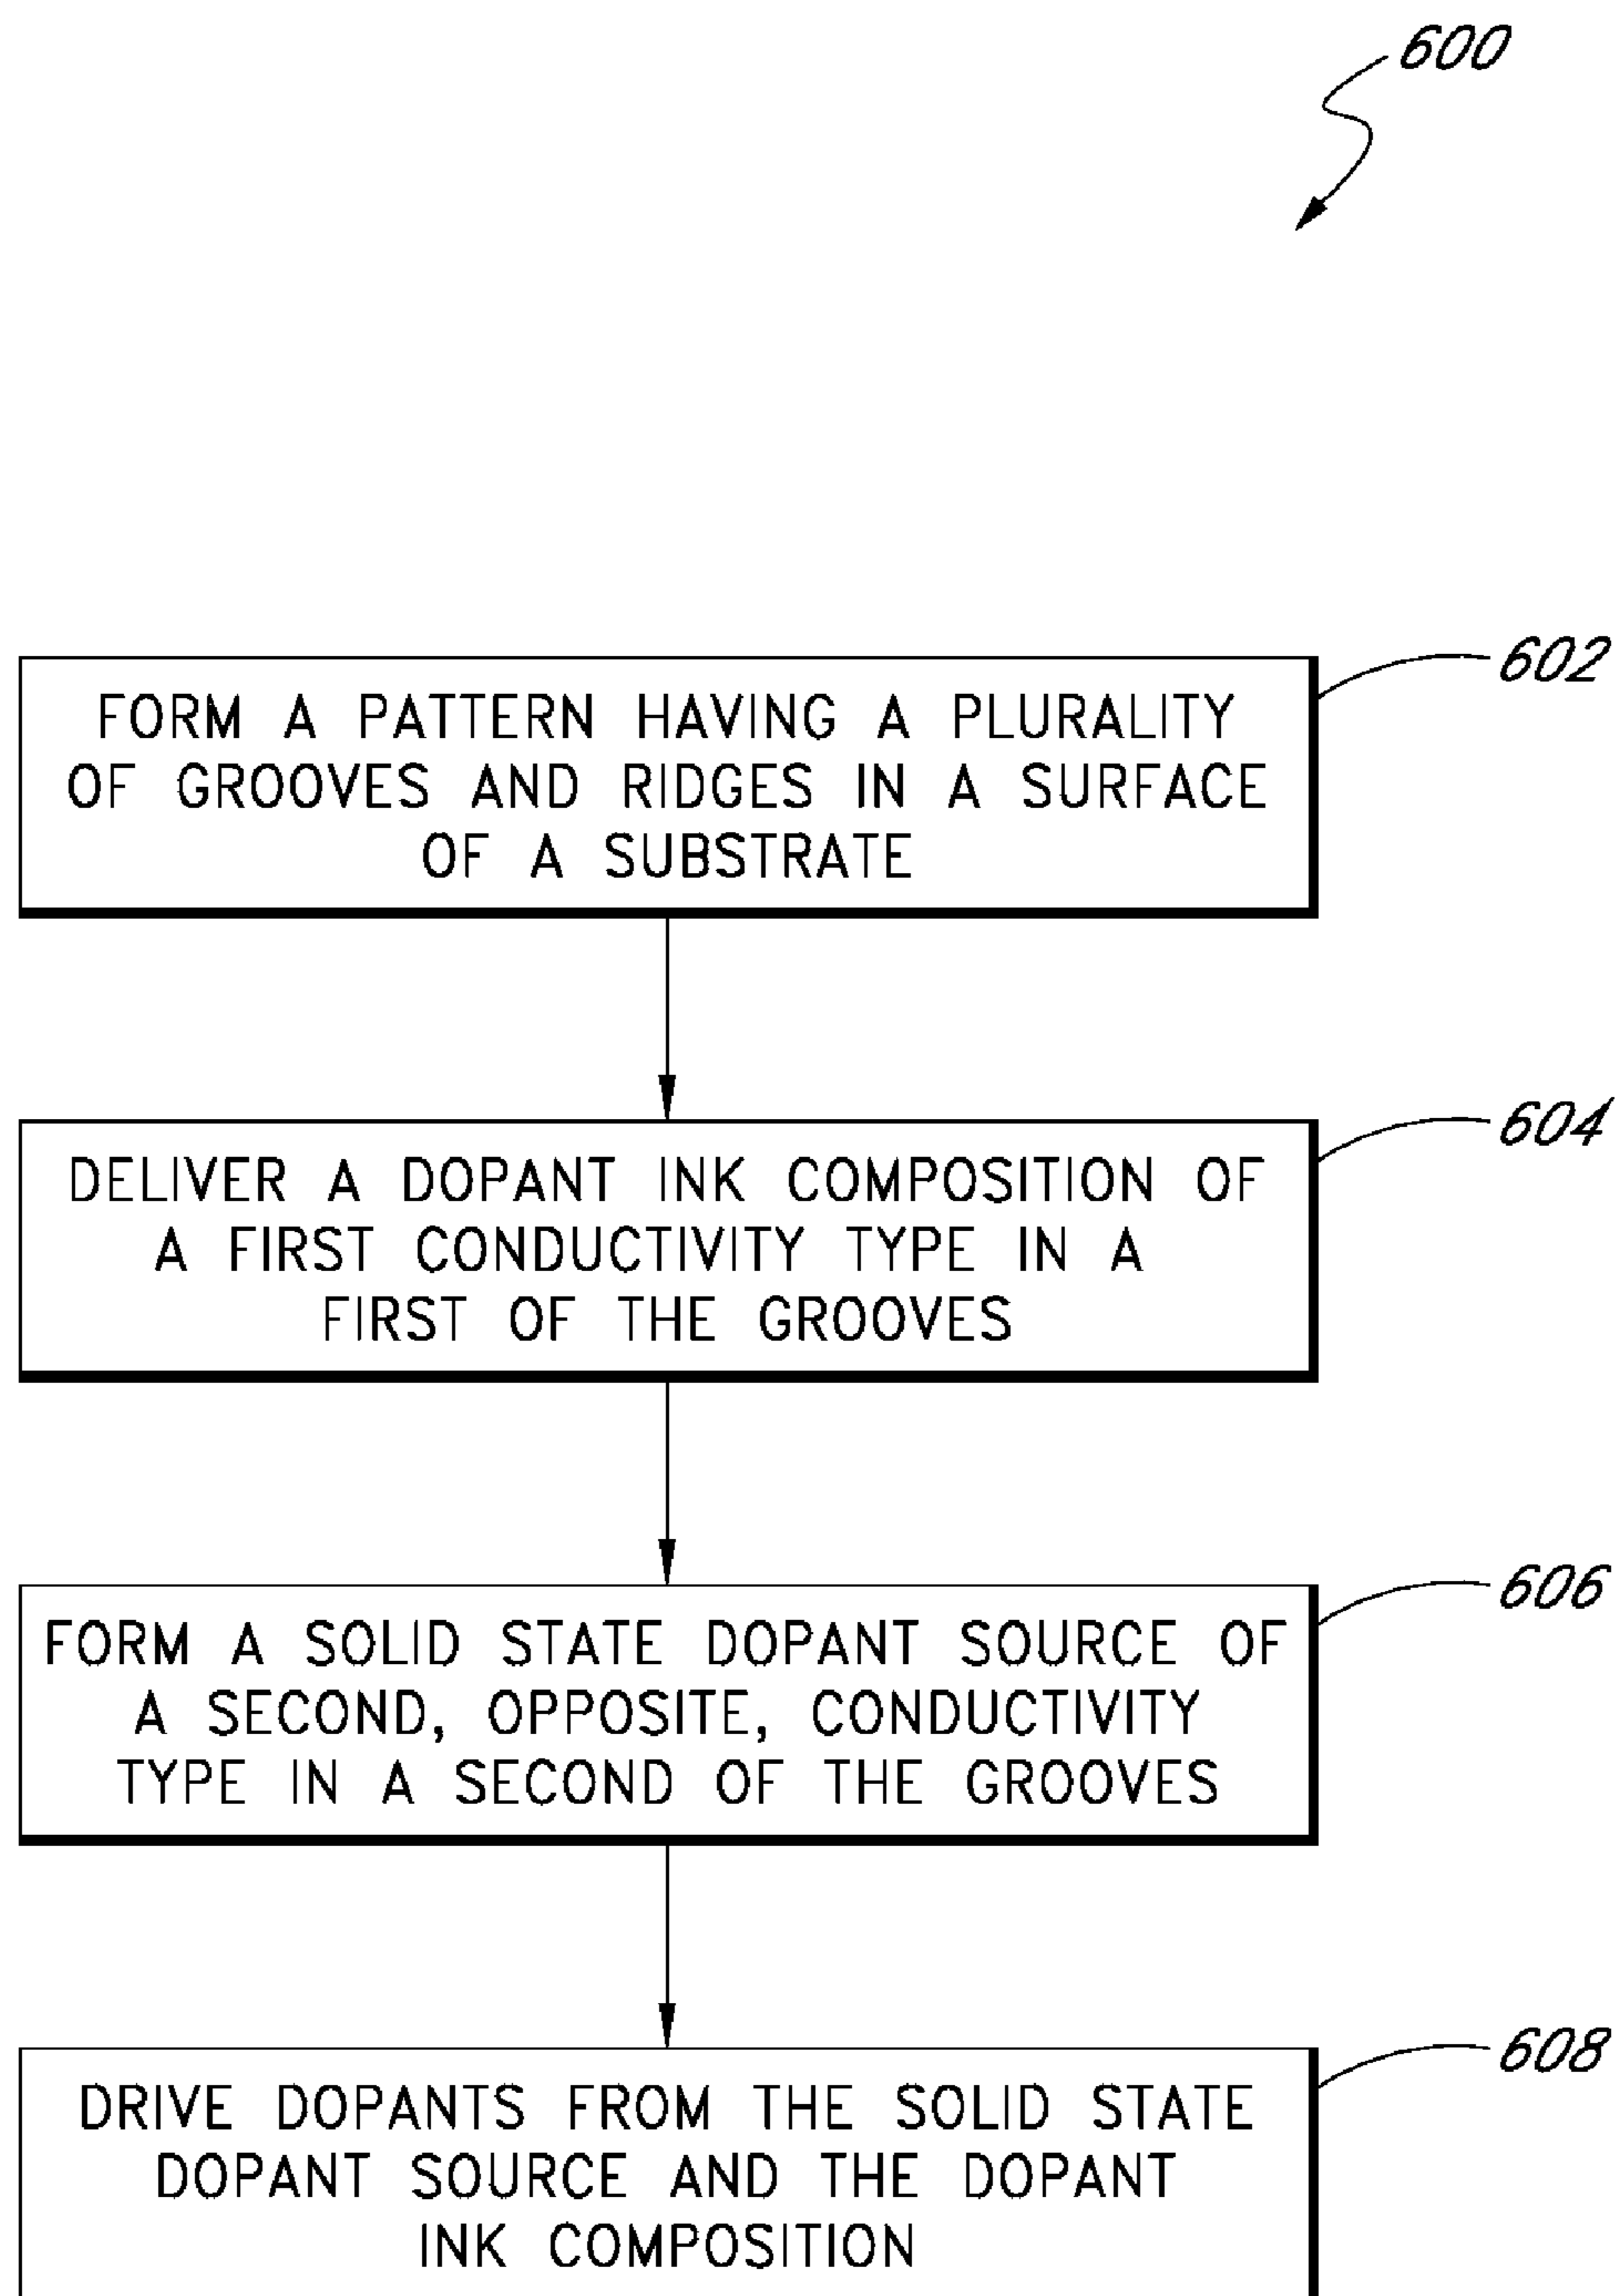 600
FORM A PATTERN HAVING A PLURALITY
OF GROOVES AND RIDGES IN A SURFACE
OF A SUBSTRATE
602
DELIVER A DOPANT INK COMPOSITION OF
A FIRST CONDUCTIVITY TYPE IN A
FIRST OF THE GROOVES
604
FORM A SOLID STATE DOPANT SOURCE OF
A SECOND, OPPOSITE, CONDUCTIVITY
TYPE IN A SECOND OF THE GROOVES
606
DRIVE DOPANTS FROM THE SOLID STATE
DOPANT SOURCE AND THE DOPANT
INK COMPOSITION
608